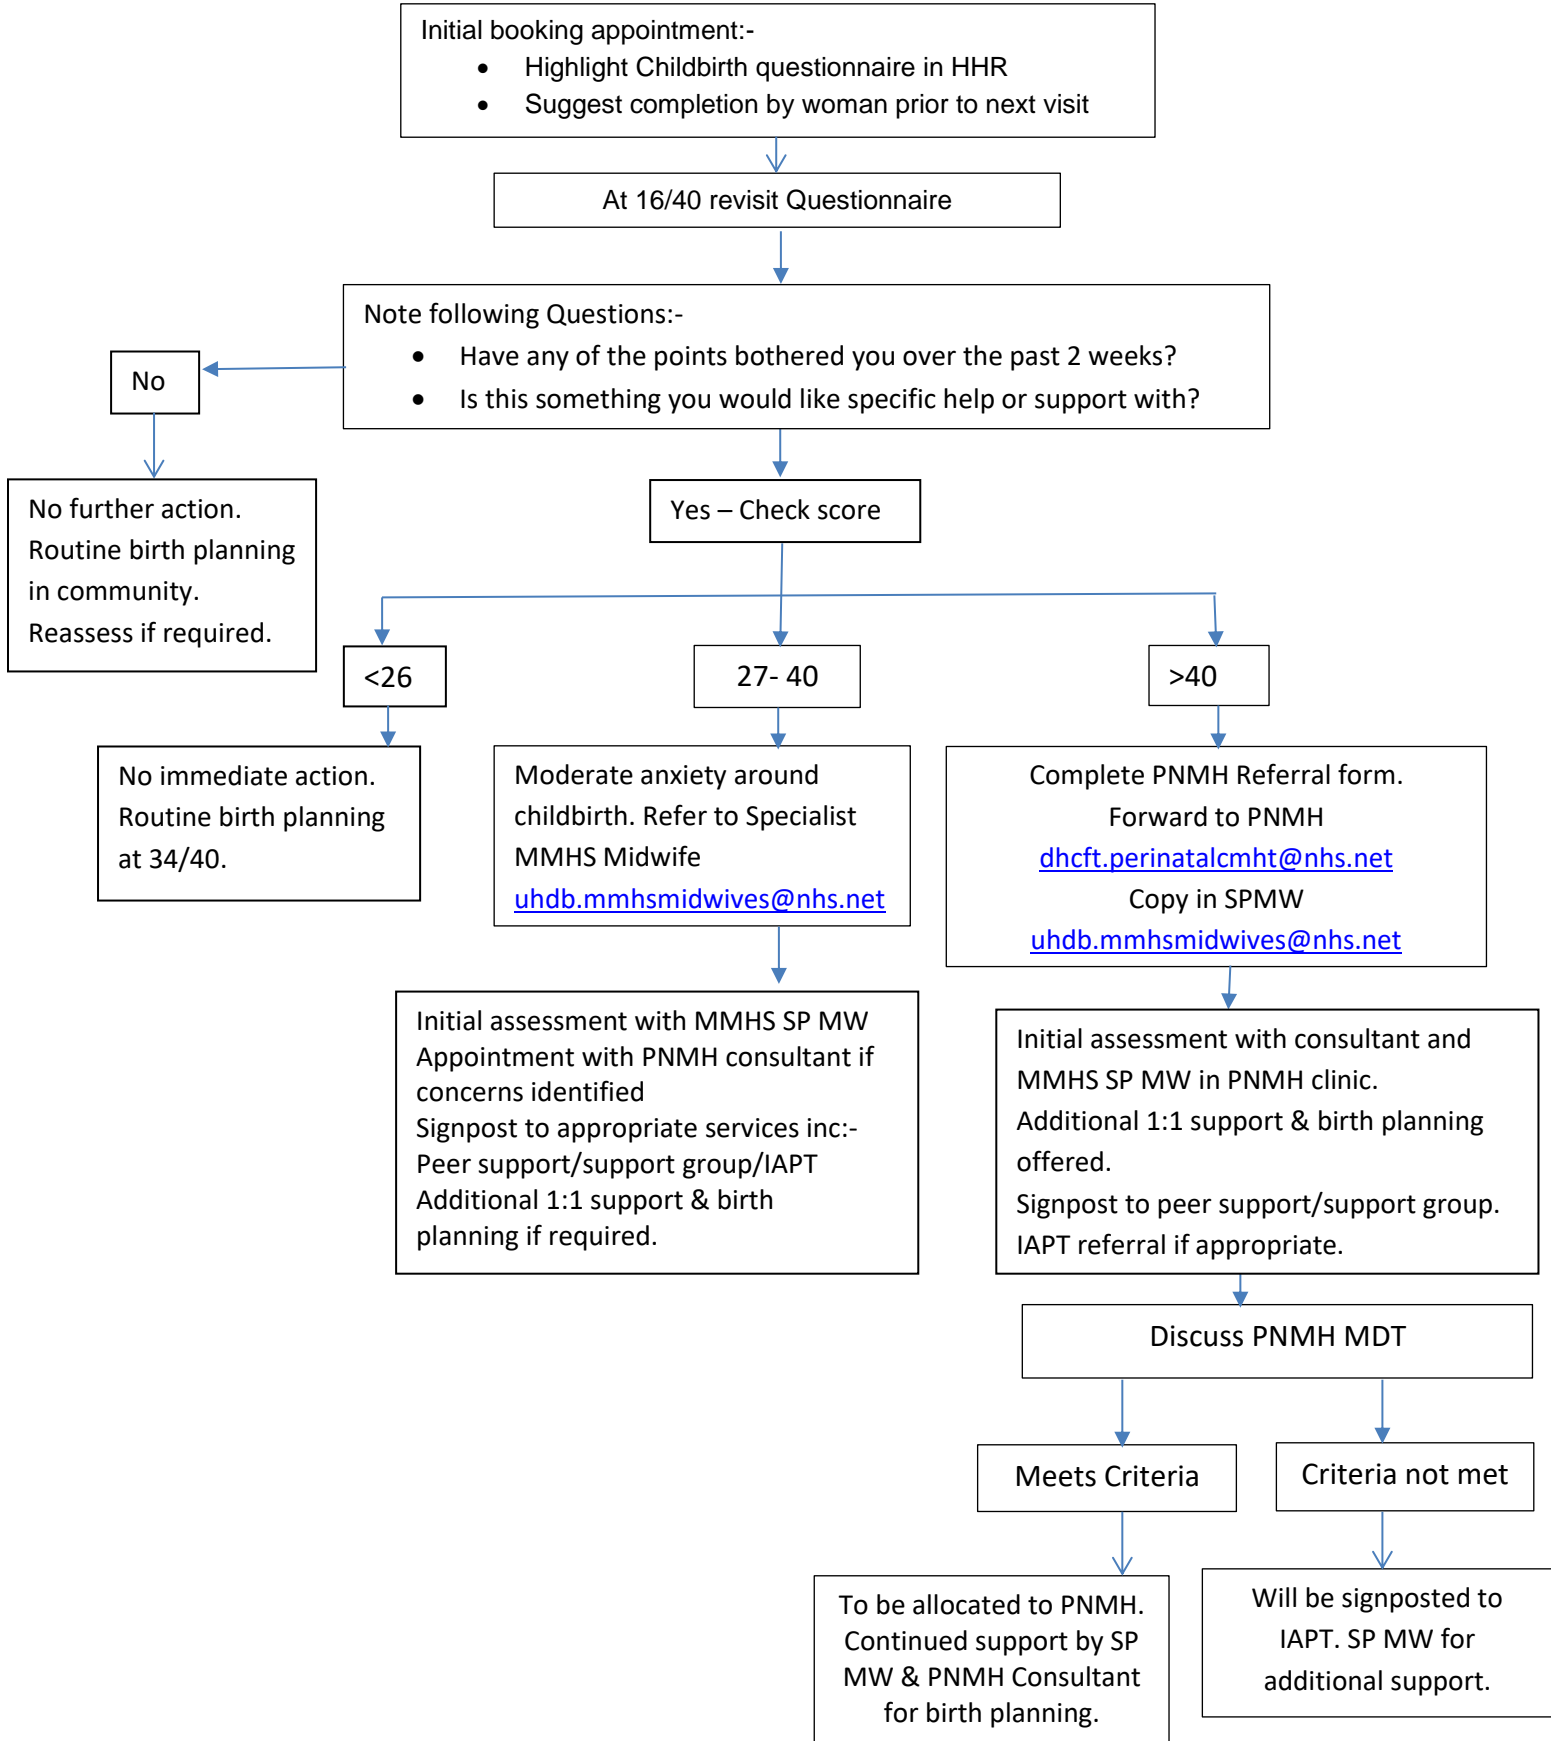 Initial booking appointment:-
• Highlight Childbirth questionnaire in HHR
• Suggest completion by woman prior to next visit
At 16/40 revisit Questionnaire
Note following Questions:-
• Have any of the points bothered you over the past 2 weeks?
• Is this something you would like specific help or support with?
No
No further action.
Routine birth planning
in community.
Reassess if required.
Yes – Check score
<26
27- 40
>40
No immediate action.
Routine birth planning
at 34/40.
Moderate anxiety around
childbirth. Refer to Specialist
MMHS Midwife
uhdb.mmhsmidwives@nhs.net
Complete PNMH Referral form.
Forward to PNMH
dhcft.perinatalcmht@nhs.net
Copy in SPMW
uhdb.mmhsmidwives@nhs.net
Initial assessment with MMHS SP MW
Appointment with PNMH consultant if
concerns identified
Signpost to appropriate services inc:-
Peer support/support group/IAPT
Additional 1:1 support & birth
planning if required.
Initial assessment with consultant and
MMHS SP MW in PNMH clinic.
Additional 1:1 support & birth planning
offered.
Signpost to peer support/support group.
IAPT referral if appropriate.
Discuss PNMH MDT
Meets Criteria
Criteria not met
To be allocated to PNMH.
Continued support by SP
MW & PNMH Consultant
for birth planning.
Will be signposted to
IAPT. SP MW for
additional support.